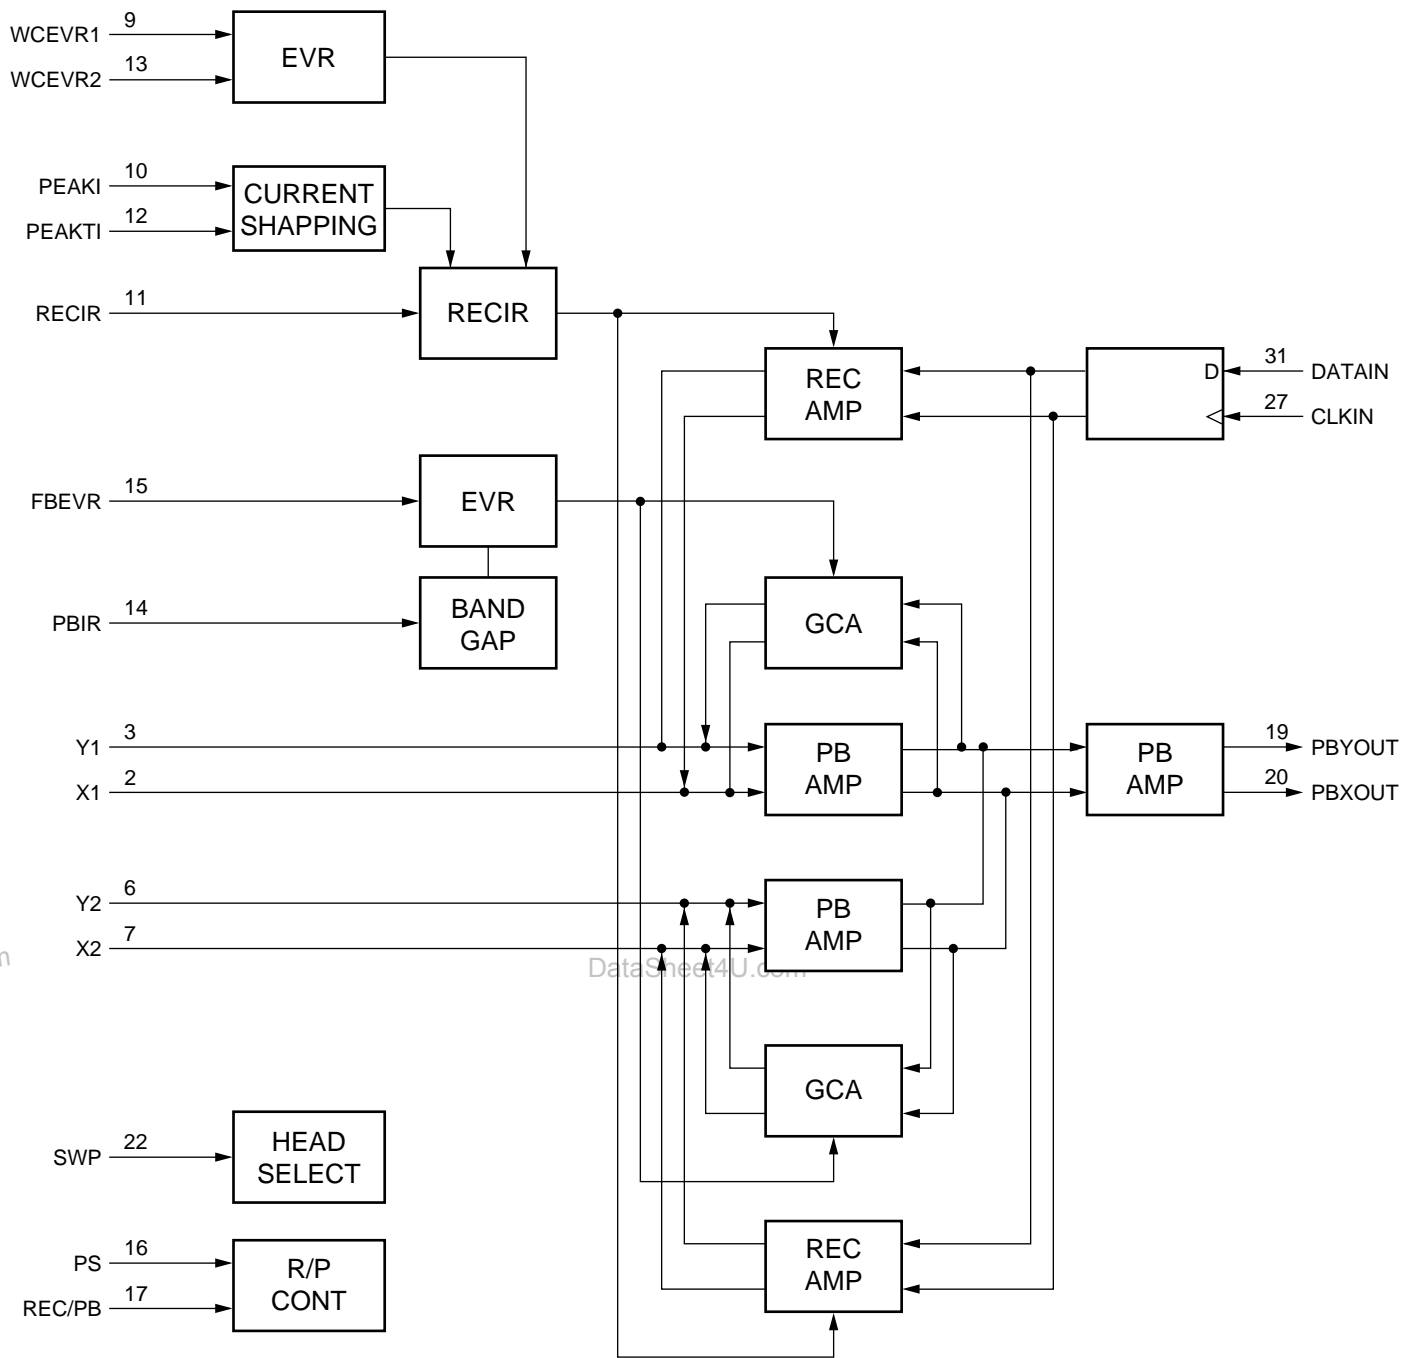 WCEVR1 9
WCEVR2 13
EVR
PEAKI 10
PEAKTI 12
CURRENT
SHAPPING
RECIR 11
RECIR
REC
AMP
D
31 DATAIN
27 CLKIN
FBEVR 15
EVR
PBIR 14
BAND
GAP
GCA
Y1 3
X1 2
PB
AMP
PB
AMP
19 PBYOUT
20 PBXOUT
Y2 6
X2 7
PB
AMP
m
DataSheet4U.com
GCA
SWP 22
HEAD
SELECT
PS 16
REC/PB 17
R/P
CONT
REC
AMP